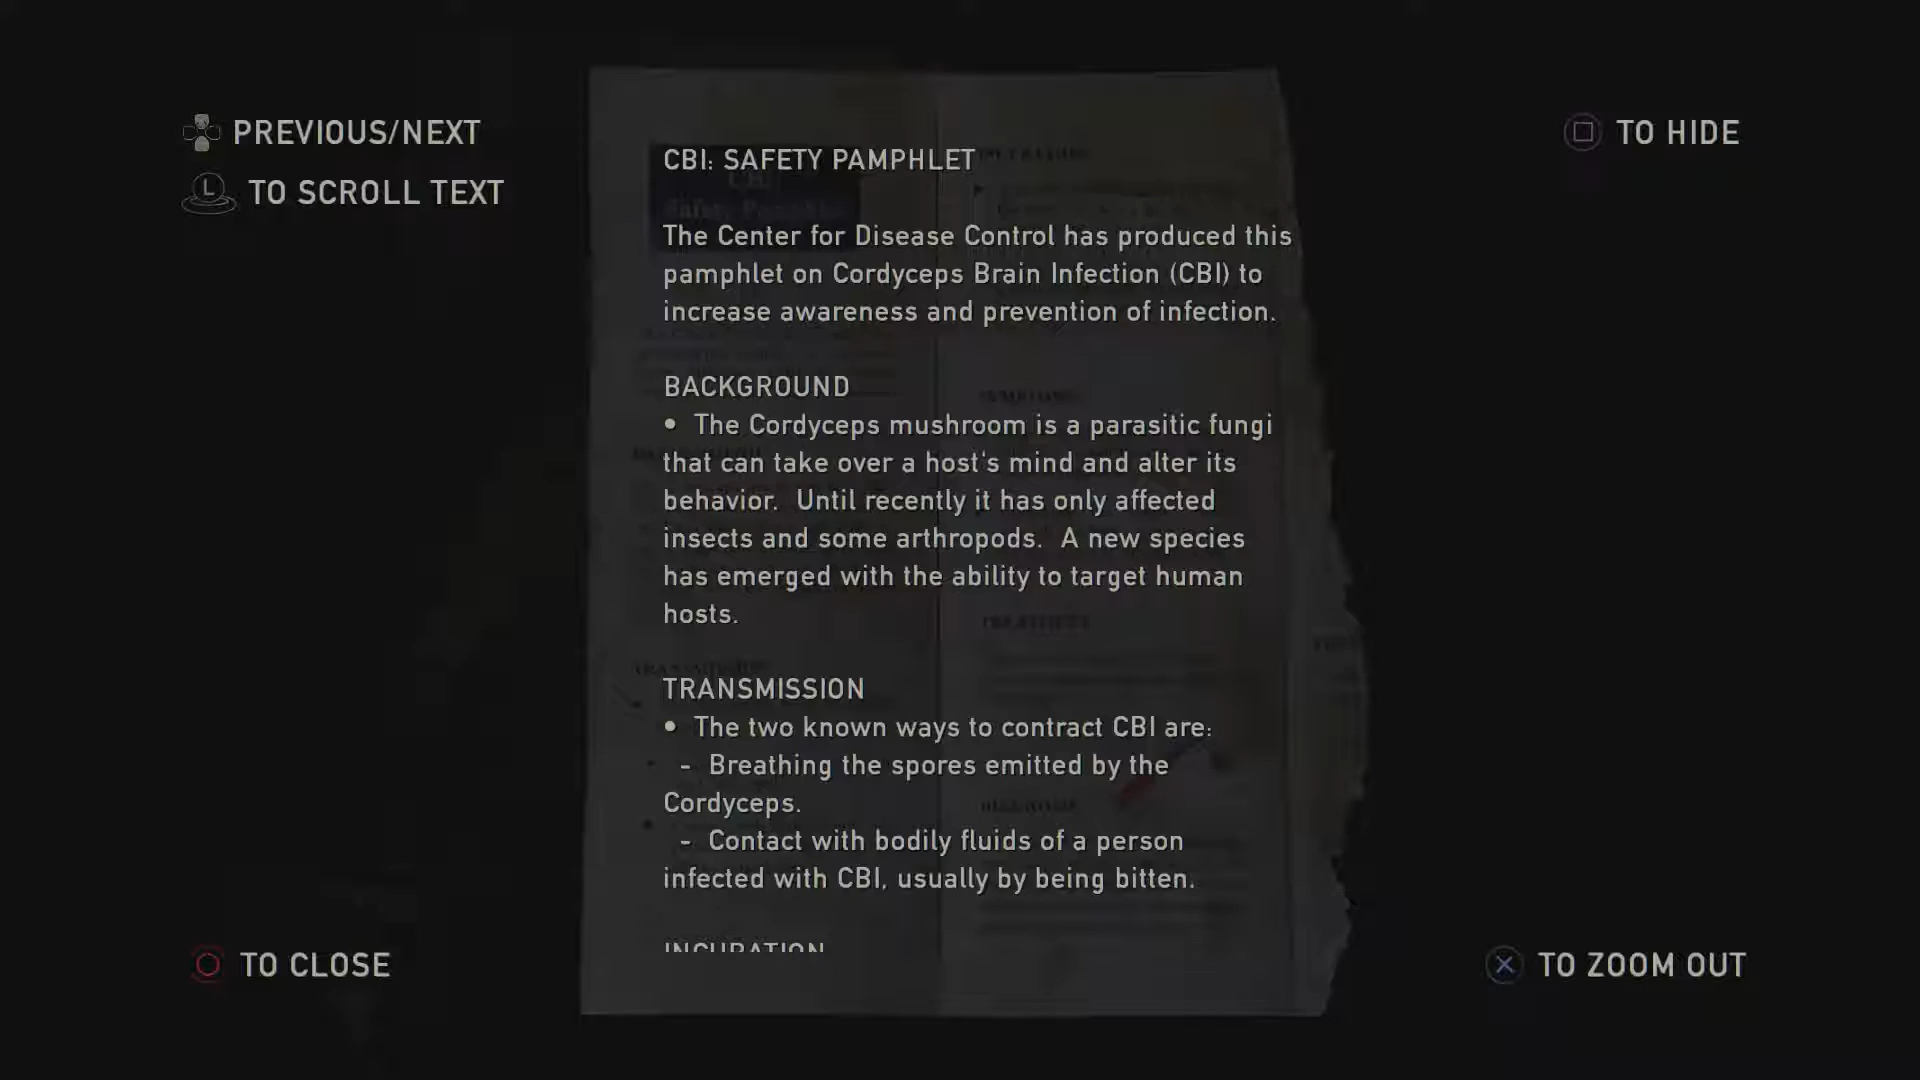 PREVIOUS/NEXT
L TO SCROLL TEXT
TO HIDE
CBI: SAFETY PAMPHLET
The Center for Disease Control has produced this
pamphlet on Cordyceps Brain Infection (CBI) to
increase awareness and prevention of infection.
BACKGROUND
• The Cordyceps mushroom is a parasitic fungi
that can take over a host's mind and alter its
behavior.  Until recently it has only affected
insects and some arthropods.  A new species
has emerged with the ability to target human
hosts.
TRANSMISSION
• The two known ways to contract CBI are:
- Breathing the spores emitted by the
Cordyceps.
- Contact with bodily fluids of a person
infected with CBI, usually by being bitten.
INCUBATION
TO CLOSE
TO ZOOM OUT